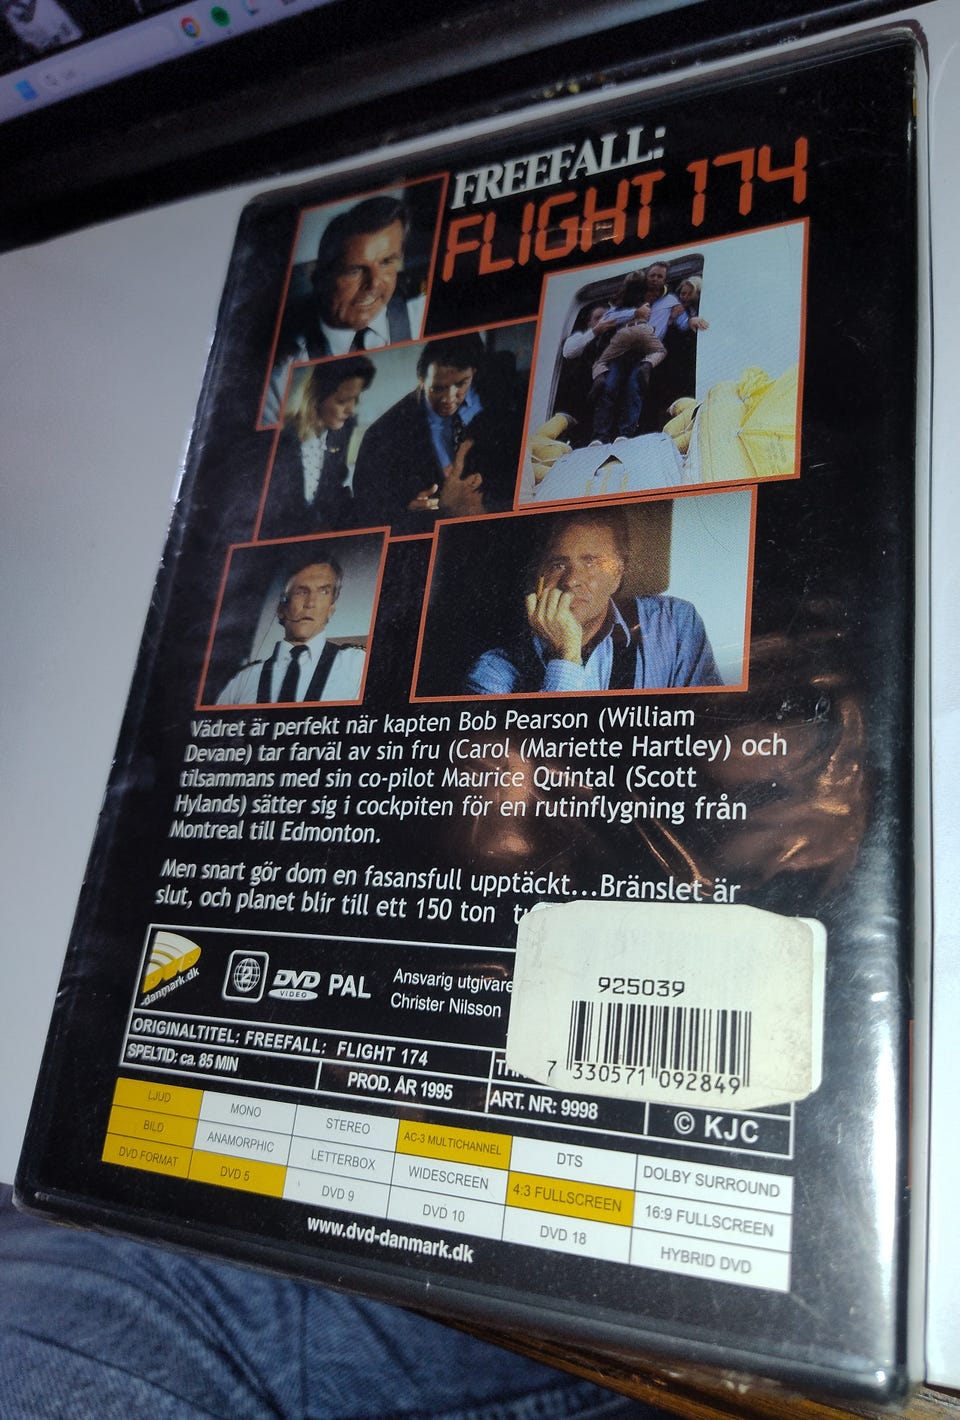 FREEFALL:
FLIGHT 174
Vädret är perfekt när kapten Bob Pearson (William
Devane) tar farväl av sin fru (Carol (Mariette Hartley) och
tilsammans med sin co-pilot Maurice Quintal (Scott
Hylands) sätter sig i cockpiten för en rutinflygning från
Montreal till Edmonton.
Men snart gör dom en fasansfull upptäckt...Bränslet är
slut, och planet blir till ett 150 ton
-danmark.dk
2
DVD
VIDEO
PAL
Ansvarig utgivare
Christer Nilsson
925039
7 330571 092849
ORIGINALTITEL: FREEFALL: FLIGHT 174
SPELTID: ca. 85 MIN
PROD. ÅR 1995
ART. NR: 9998
© KJC
LJUD MONO STEREO AC-3 MULTICHANNEL DTS DOLBY SURROUND
BILD ANAMORPHIC LETTERBOX WIDESCREEN 4:3 FULLSCREEN 16:9 FULLSCREEN
DVD FORMAT DVD 5 DVD 9 DVD 10 DVD 18 HYBRID DVD
www.dvd-danmark.dk